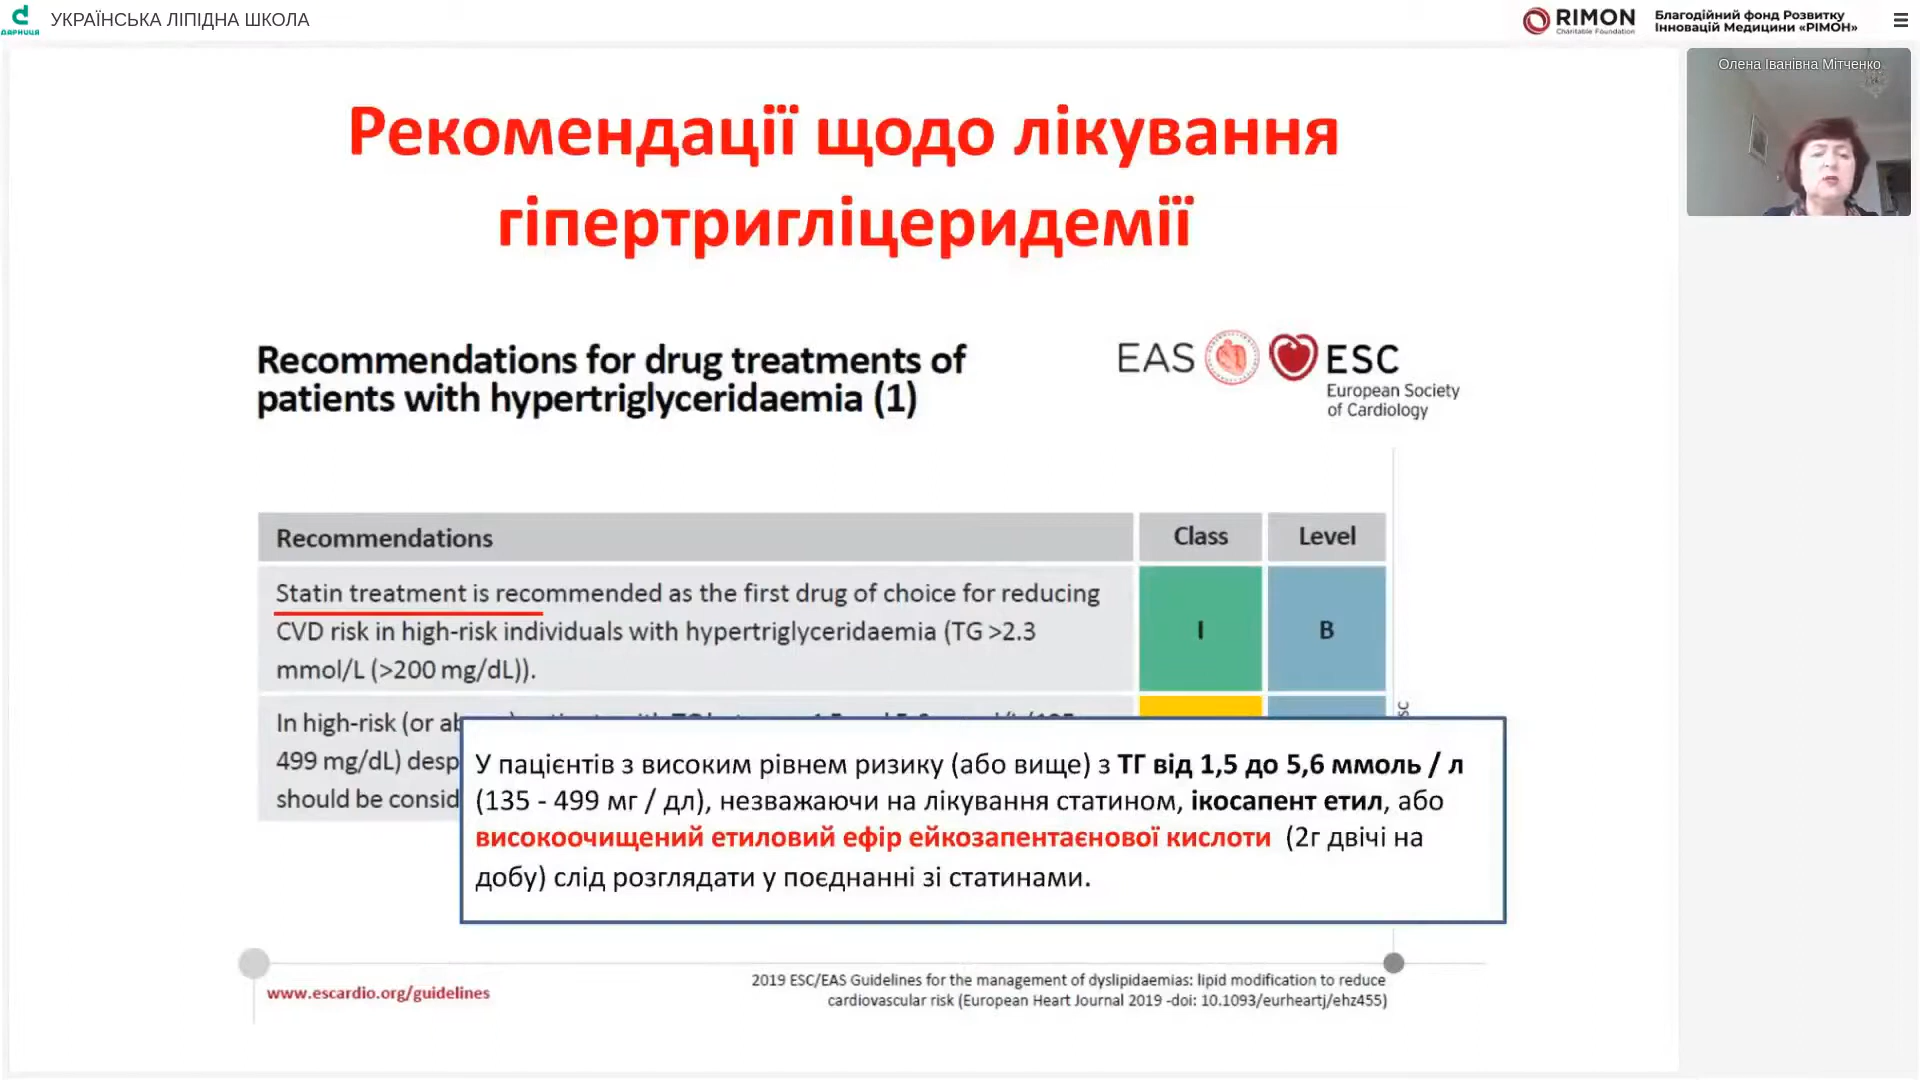 дарниця
УКРАЇНСЬКА ЛІПІДНА ШКОЛА
RIMON
Charitable Foundation
Благодійний фонд Розвитку
Інновацій Медицини «РІМОН»
Олена Іванівна Мітченко
Рекомендації щодо лікування
гіпертригліцеридемії
Recommendations for drug treatments of
patients with hypertriglyceridaemia (1)
EAS
ESC
European Society
of Cardiology
Recommendations Class Level
Statin treatment is recommended as the first drug of choice for reducing
CVD risk in high-risk individuals with hypertriglyceridaemia (TG >2.3
mmol/L (>200 mg/dL)).
I B
In high-risk (or
499 mg/dL)
should be
У пацієнтів з високим рівнем ризику (або вище) з ТГ від 1,5 до 5,6 ммоль / л
(135 - 499 мг / дл), незважаючи на лікування статином, ікосапент етил, або
високоочищений етиловий ефір ейкозапентаєнової кислоти (2г двічі на
добу) слід розглядати у поєднанні зі статинами.
www.escardio.org/guidelines
2019 ESC/EAS Guidelines for the management of dyslipidaemias: lipid modification to reduce
cardiovascular risk (European Heart Journal 2019 -doi: 10.1093/eurheartj/ehz455)